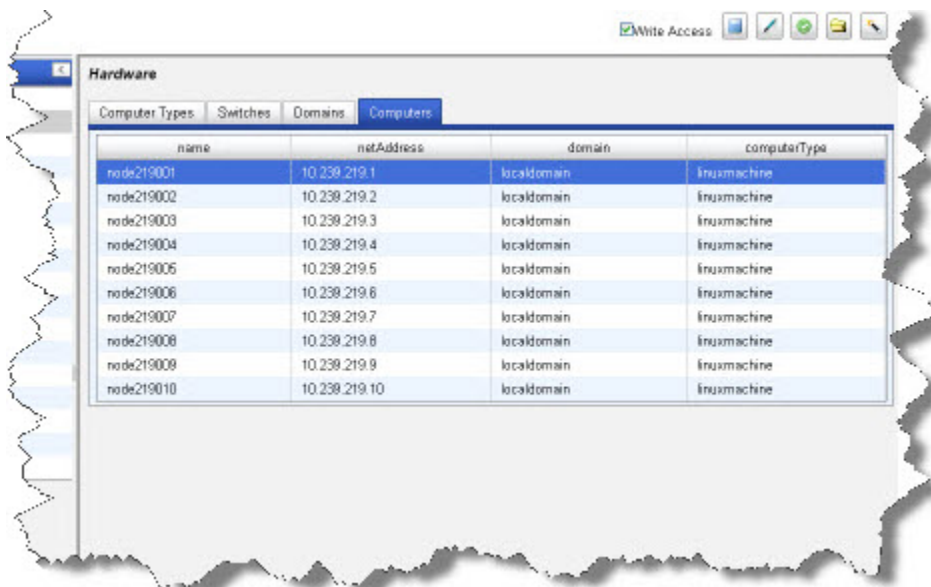 Write Access
Hardware
Computer Types Switches Domains Computers
name netAddress domain computerType
node219001 10.239.219.1 localdomain linuxmachine
node219002 10.239.219.2 localdomain linuxmachine
node219003 10.239.219.3 localdomain linuxmachine
node219004 10.239.219.4 localdomain linuxmachine
node219005 10.239.219.5 localdomain linuxmachine
node219006 10.239.219.6 localdomain linuxmachine
node219007 10.239.219.7 localdomain linuxmachine
node219008 10.239.219.8 localdomain linuxmachine
node219009 10.239.219.9 localdomain linuxmachine
node219010 10.239.219.10 localdomain linuxmachine